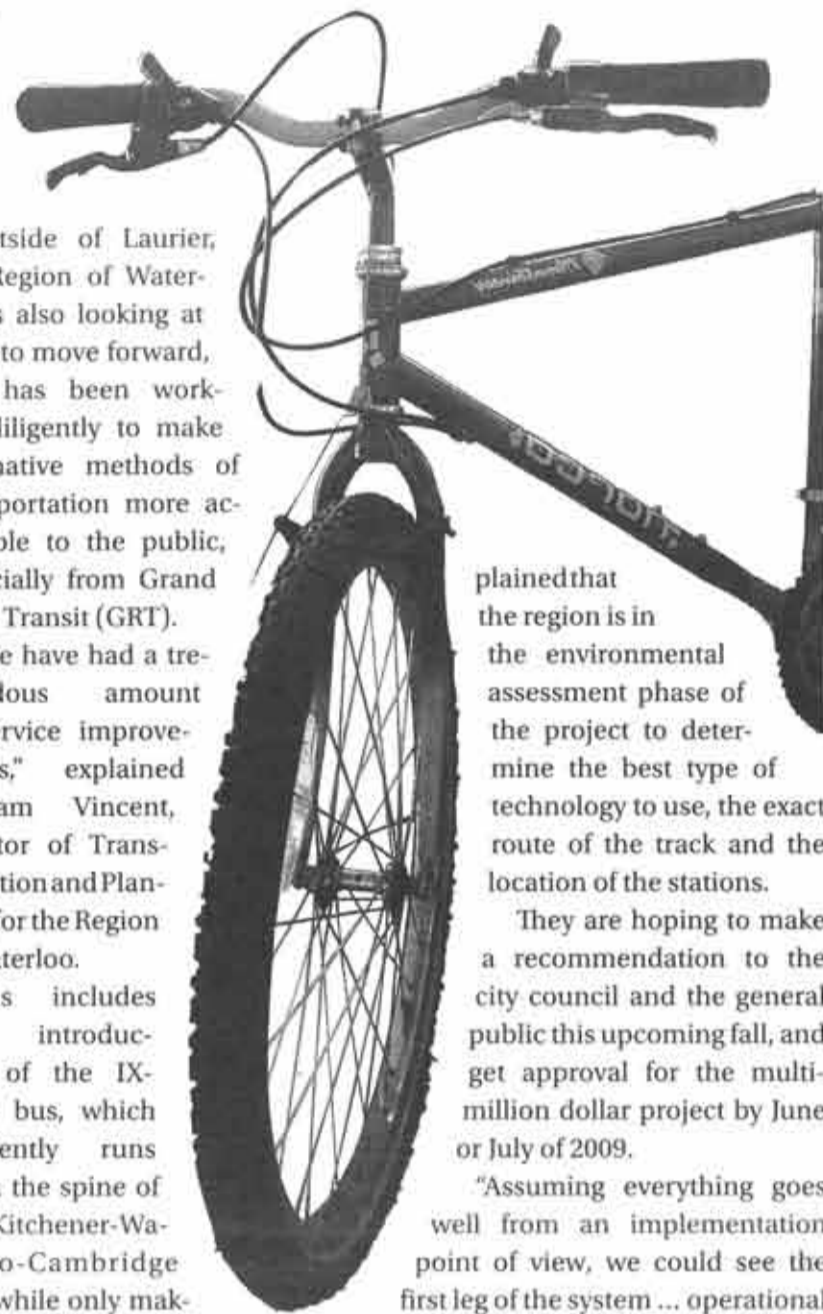 tside of Laurier,
Region of Water-
s also looking at
to move forward,
has been work-
diligently to make
native methods of
portation more ac-
ble to the public,
cially from Grand
Transit (GRT).
e have had a tre-
dous amount
ervice improve-
s," explained
am Vincent,
tor of Trans-
tion and Plan-
for the Region
terloo.
s includes
introduc-
of the IX-
bus, which
ently runs
the spine of
Kitchener-Wa-
o-Cambridge
while only mak-
plained that
the region is in
the environmental
assessment phase of
the project to deter-
mine the best type of
technology to use, the exact
route of the track and the
location of the stations.
They are hoping to make
a recommendation to the
city council and the general
public this upcoming fall, and
get approval for the multi-
million dollar project by June
or July of 2009.
"Assuming everything goes
well from an implementation
point of view, we could see the
first leg of the system ... operational